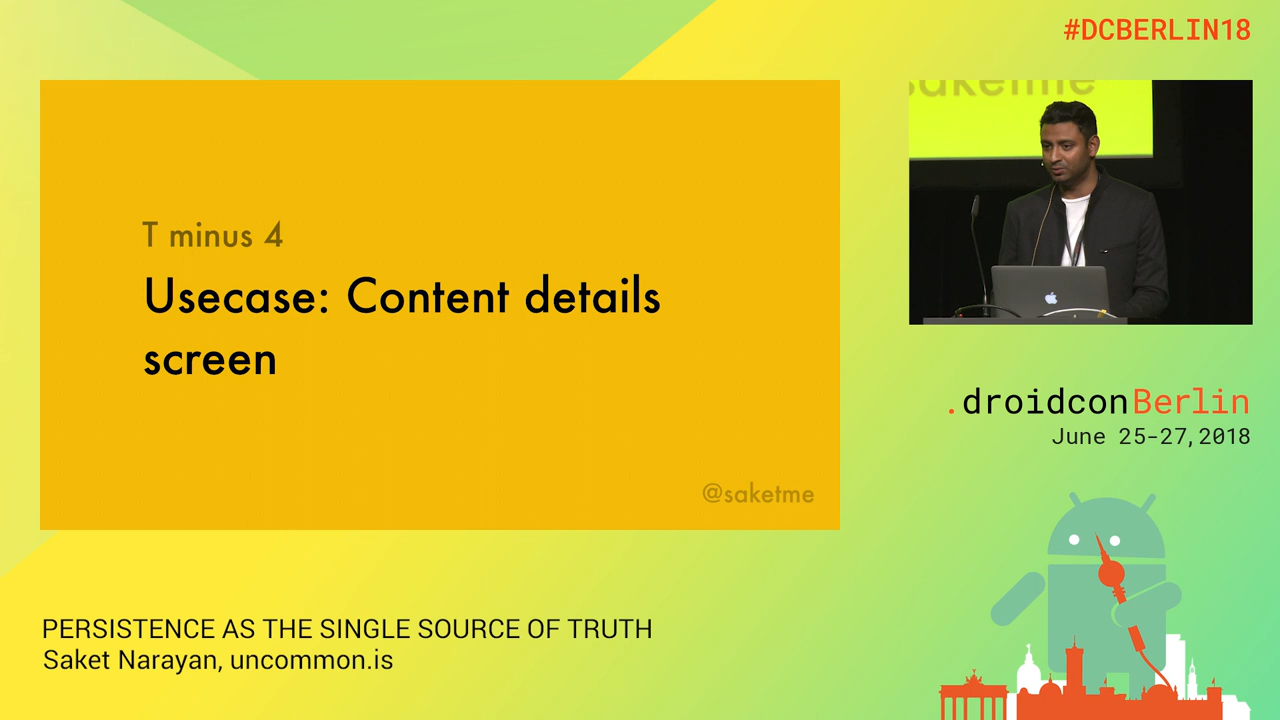 #DCBERLIN18
T minus 4
Usecase: Content details
screen
@saketme
saketme
.droidconBerlin
June 25-27, 2018
PERSISTENCE AS THE SINGLE SOURCE OF TRUTH
Saket Narayan, uncommon.is